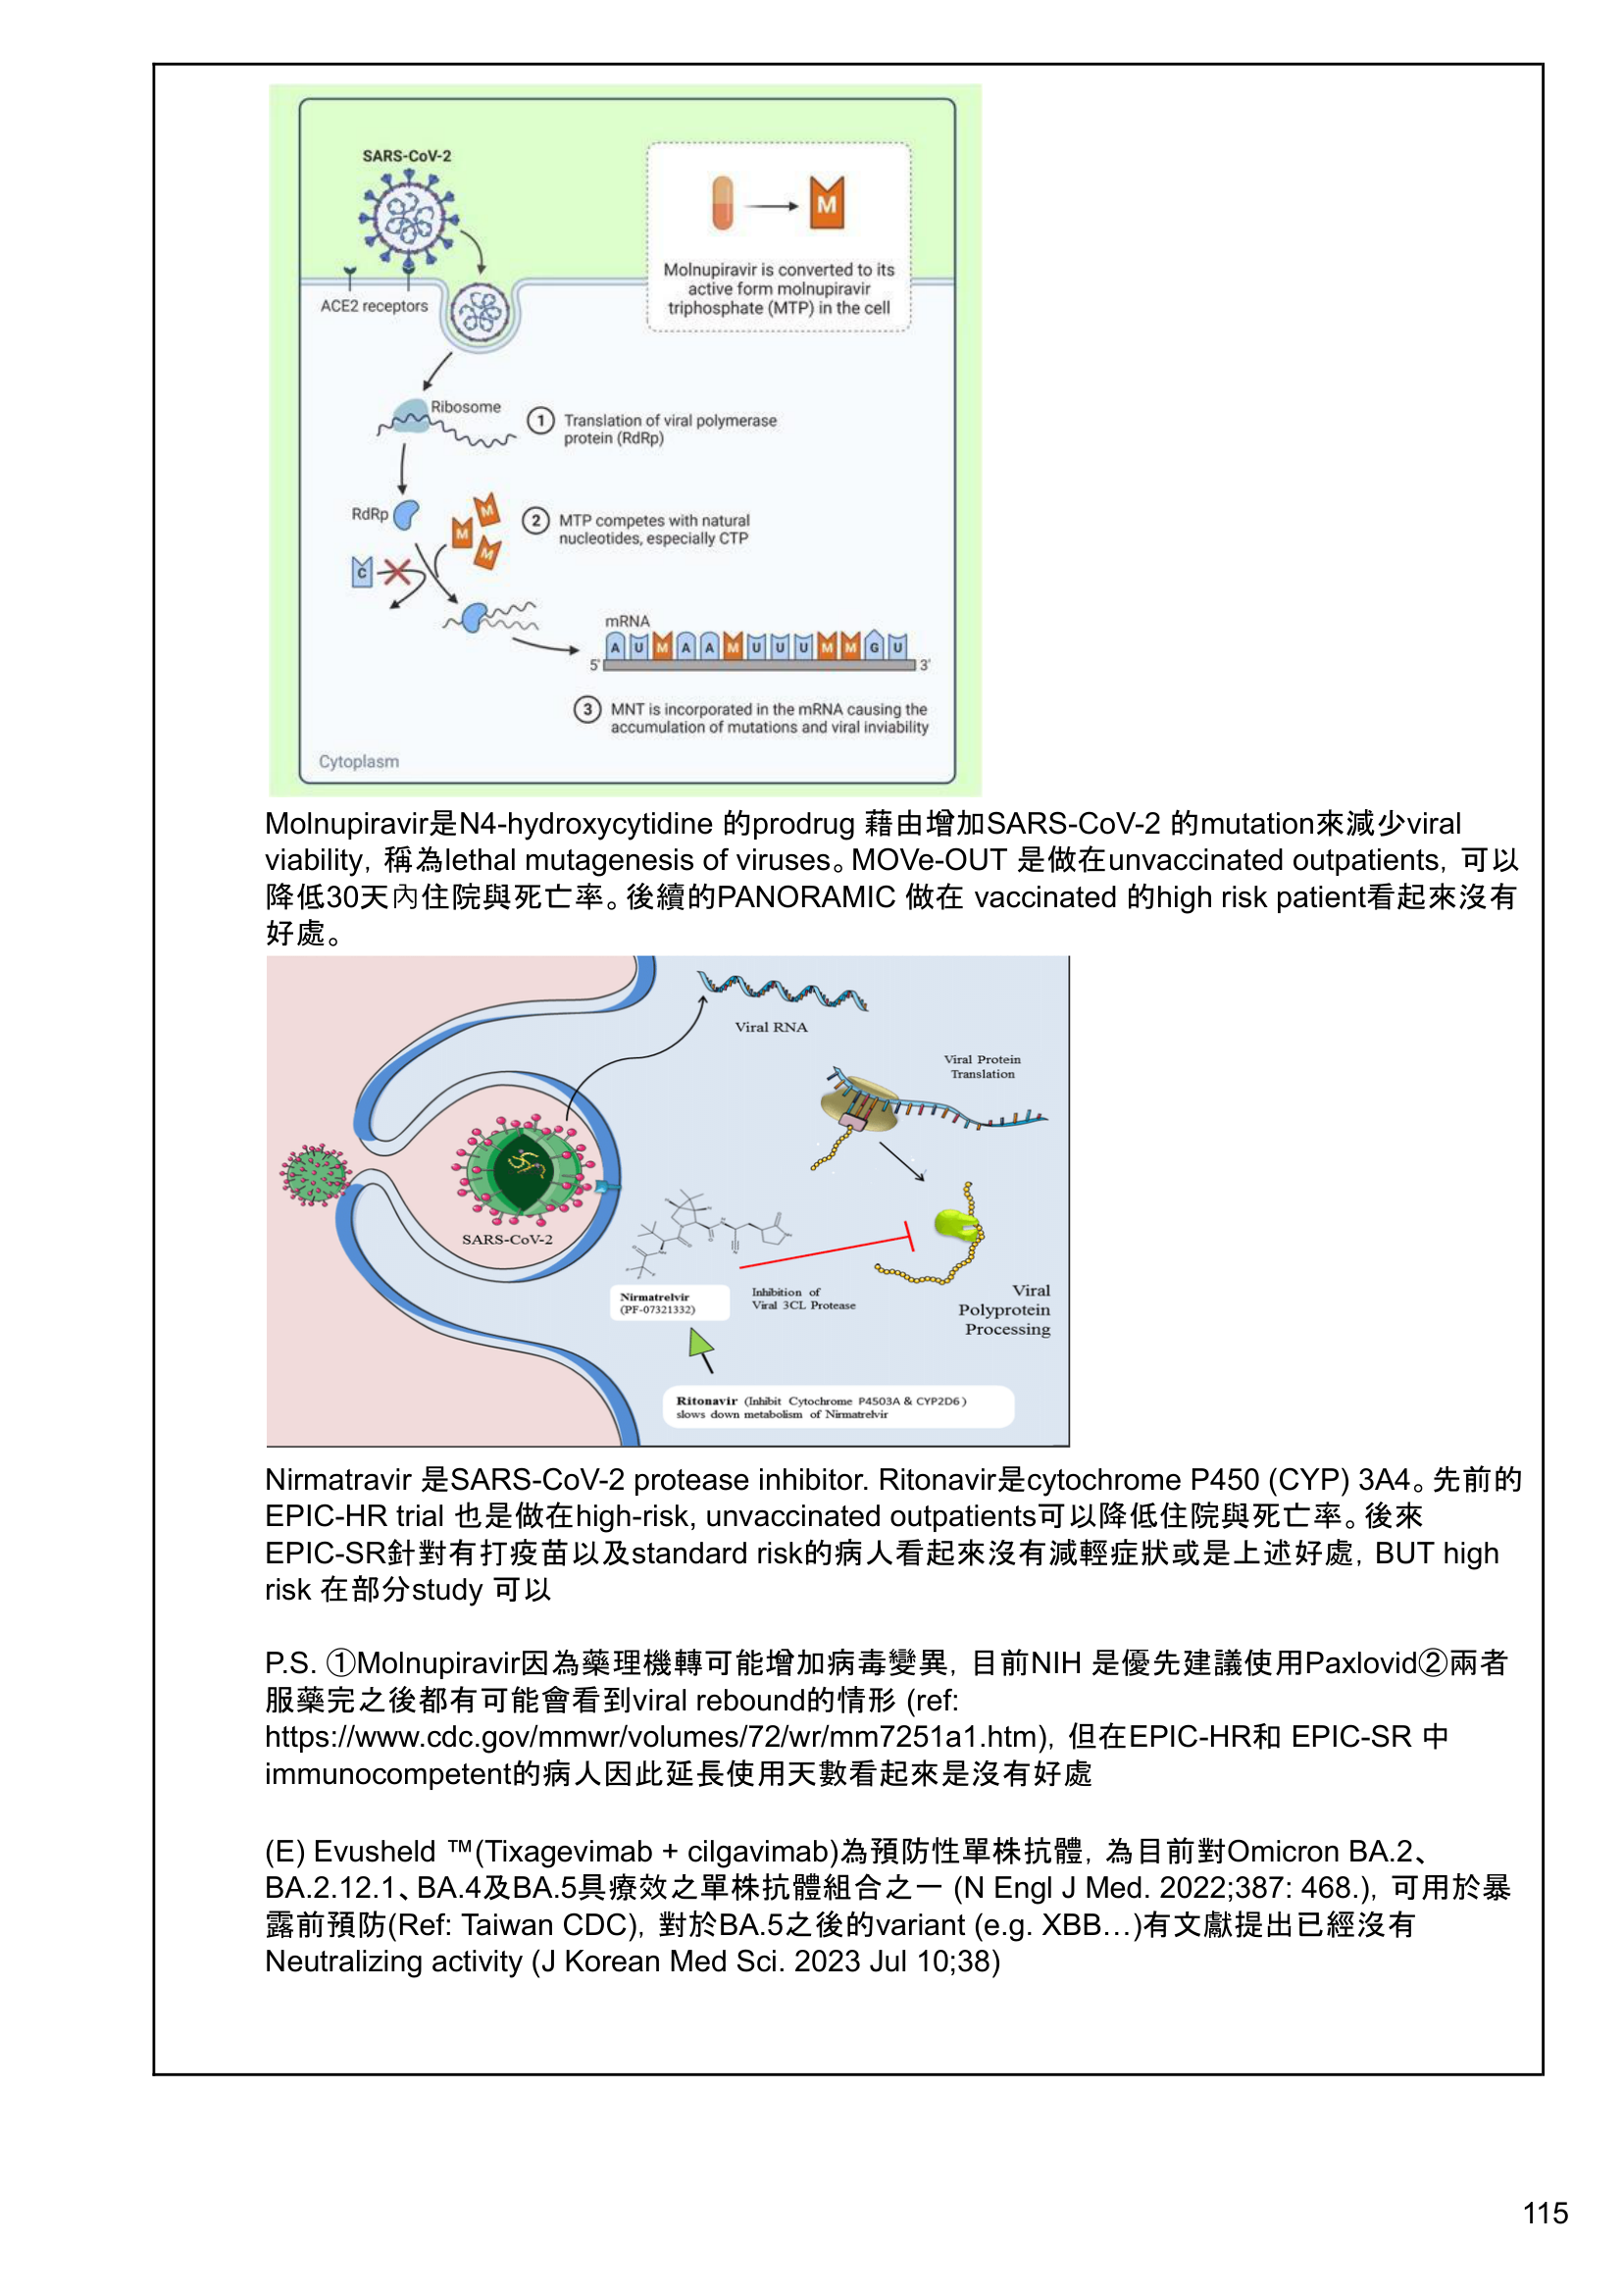 SARS-CoV-2
ACE2 receptors
M
Molnupiravir is converted to its
active form molnupiravir
triphosphate (MTP) in the cell
Ribosome
1 Translation of viral polymerase
protein (RdRp)
RdRp
M
M
M
2 MTP competes with natural
nucleotides, especially CTP
C
mRNA
A U M A A M U U U M M G U
5' 3'
3 MNT is incorporated in the mRNA causing the
accumulation of mutations and viral inviability
Cytoplasm
Molnupiravir是N4-hydroxycytidine 的prodrug 藉由增加SARS-CoV-2 的mutation來減少viral
viability，稱為lethal mutagenesis of viruses。MOVe-OUT 是做在unvaccinated outpatients，可以
降低30天內住院與死亡率。後續的PANORAMIC 做在 vaccinated 的high risk patient看起來沒有
好處。
Viral RNA
Viral Protein
Translation
SARS-CoV-2
Nirmatrelvir
(PF-07321332)
Inhibition of
Viral 3CL Protease
Viral
Polyprotein
Processing
Ritonavir (Inhibit Cytochrome P4503A & CYP2D6)
slows down metabolism of Nirmatrelvir
Nirmatravir 是SARS-CoV-2 protease inhibitor. Ritonavir是cytochrome P450 (CYP) 3A4。先前的
EPIC-HR trial 也是做在high-risk, unvaccinated outpatients可以降低住院與死亡率。後來
EPIC-SR針對有打疫苗以及standard risk的病人看起來沒有減輕症狀或是上述好處，BUT high
risk 在部分study 可以
P.S. ①Molnupiravir因為藥理機轉可能增加病毒變異，目前NIH 是優先建議使用Paxlovid②兩者
服藥完之後都有可能會看到viral rebound的情形 (ref:
https://www.cdc.gov/mmwr/volumes/72/wr/mm7251a1.htm)，但在EPIC-HR和 EPIC-SR 中
immunocompetent的病人因此延長使用天數看起來是沒有好處
(E) Evusheld ™(Tixagevimab + cilgavimab)為預防性單株抗體，為目前對Omicron BA.2、
BA.2.12.1、BA.4及BA.5具療效之單株抗體組合之一 (N Engl J Med. 2022;387: 468.)，可用於暴
露前預防(Ref: Taiwan CDC)，對於BA.5之後的variant (e.g. XBB…)有文獻提出已經沒有
Neutralizing activity (J Korean Med Sci. 2023 Jul 10;38)
115